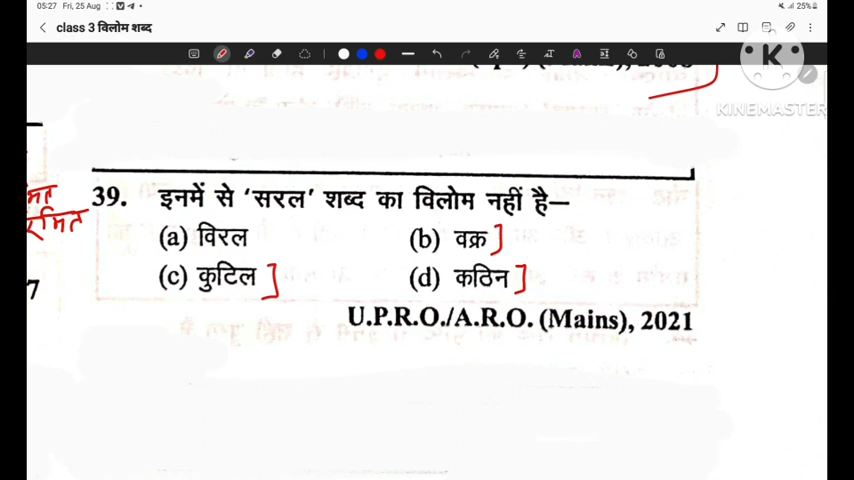 05:27 Fri, 25 Aug
25%
class 3 विलोम शब्द
KINEMASTER
39. इनमें से ‘सरल’ शब्द का विलोम नहीं है—
(a) विरल (b) वक्र
(c) कुटिल (d) कठिन
7
U.P.R.O./A.R.O. (Mains), 2021